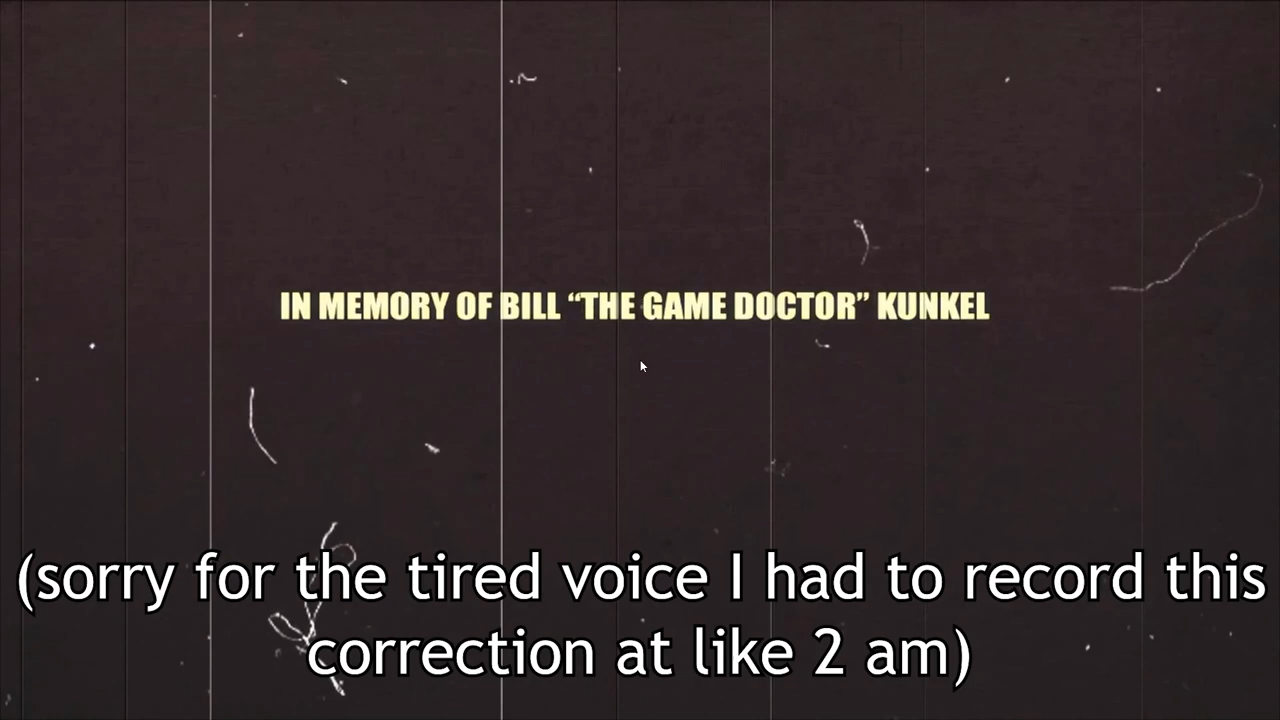 IN MEMORY OF BILL “THE GAME DOCTOR” KUNKEL
(sorry for the tired voice I had to record this
correction at like 2 am)